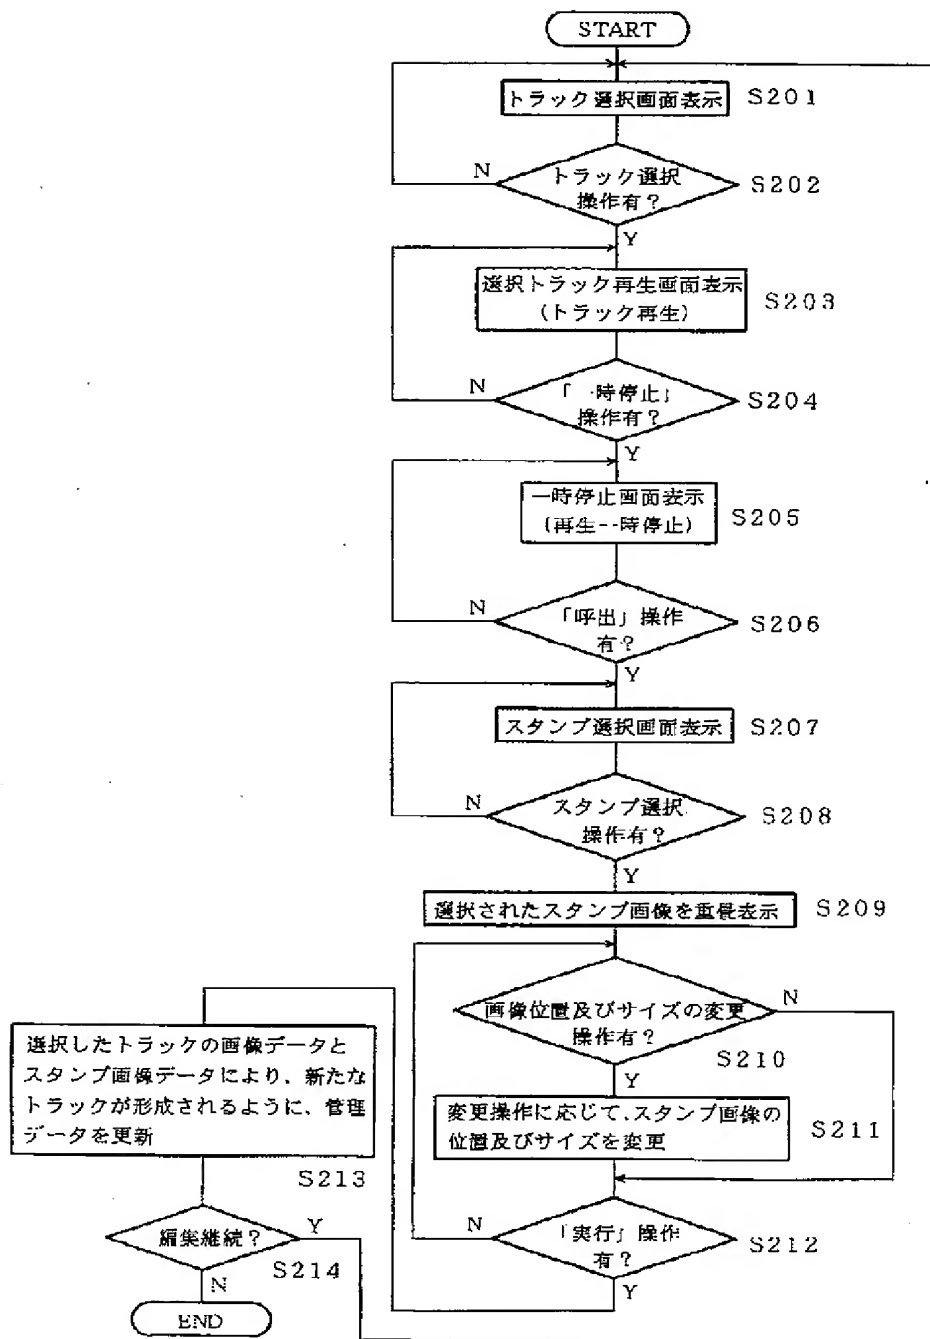 START
トラック選択画面表示
S201
トラック選択
操作有？
S202
N
Y
選択トラック再生画面表示
(トラック再生)
S203
「一時停止」
操作有？
S204
N
Y
一時停止画面表示
(再生一時停止)
S205
「呼出」操作
有？
S206
N
Y
スタンプ選択画面表示
S207
スタンプ選択
操作有？
S208
N
Y
選択されたスタンプ画像を重畳表示
S209
画像位置及びサイズの変更
操作有？
S210
N
Y
変更操作に応じて、スタンプ画像の
位置及びサイズを変更
S211
「実行」操作
有？
S212
N
Y
選択したトラックの画像データと
スタンプ画像データにより、新たな
トラックが形成されるように、管理
データを更新
S213
編集継続？
S214
Y
N
END